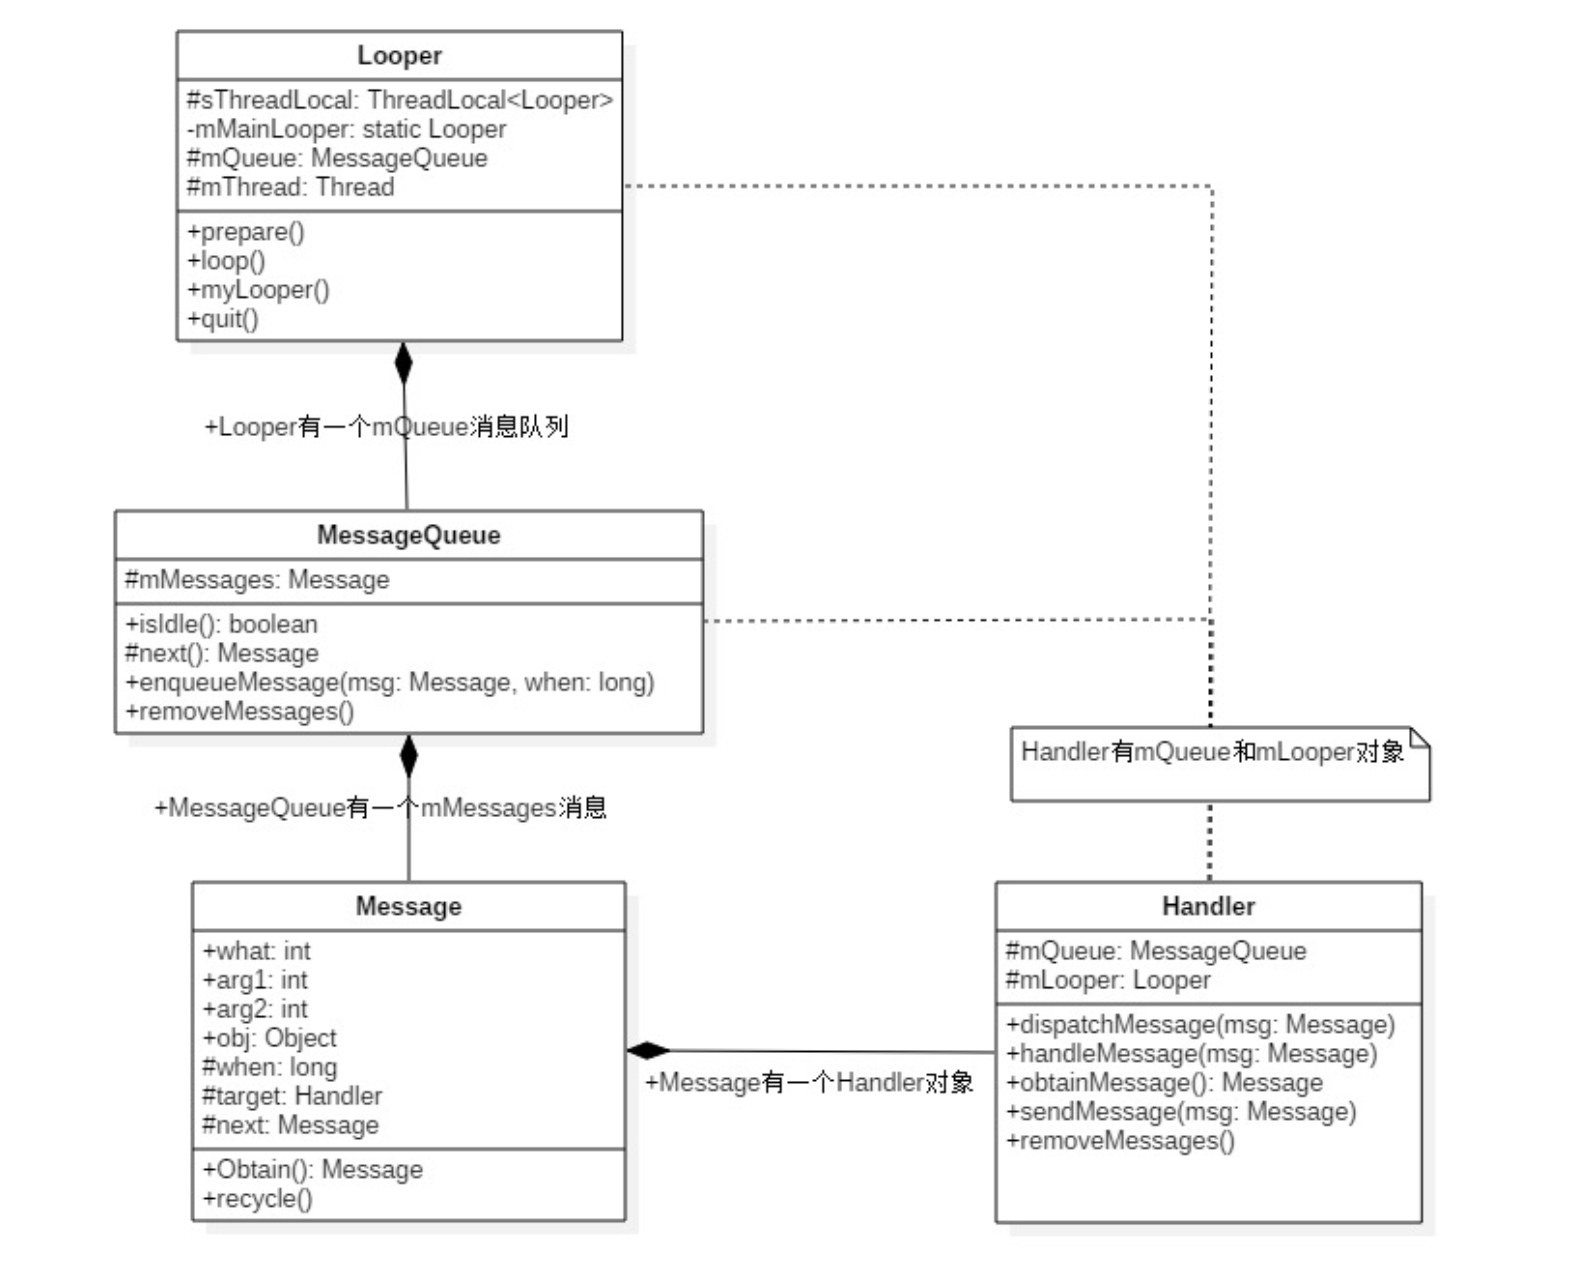 Looper
#sThreadLocal: ThreadLocal<Looper>
-mMainLooper: static Looper
#mQueue: MessageQueue
#mThread: Thread
+prepare()
+loop()
+myLooper()
+quit()
+Looper有一个mQueue消息队列
MessageQueue
#mMessages: Message
+isIdle(): boolean
#next(): Message
+enqueueMessage(msg: Message, when: long)
+removeMessages()
Handler有mQueue和mLooper对象
+MessageQueue有一个mMessages消息
Message
+what: int
+arg1: int
+arg2: int
+obj: Object
#when: long
#target: Handler
#next: Message
+Obtain(): Message
+recycle()
+Message有一个Handler对象
Handler
#mQueue: MessageQueue
#mLooper: Looper
+dispatchMessage(msg: Message)
+handleMessage(msg: Message)
+obtainMessage(): Message
+sendMessage(msg: Message)
+removeMessages()